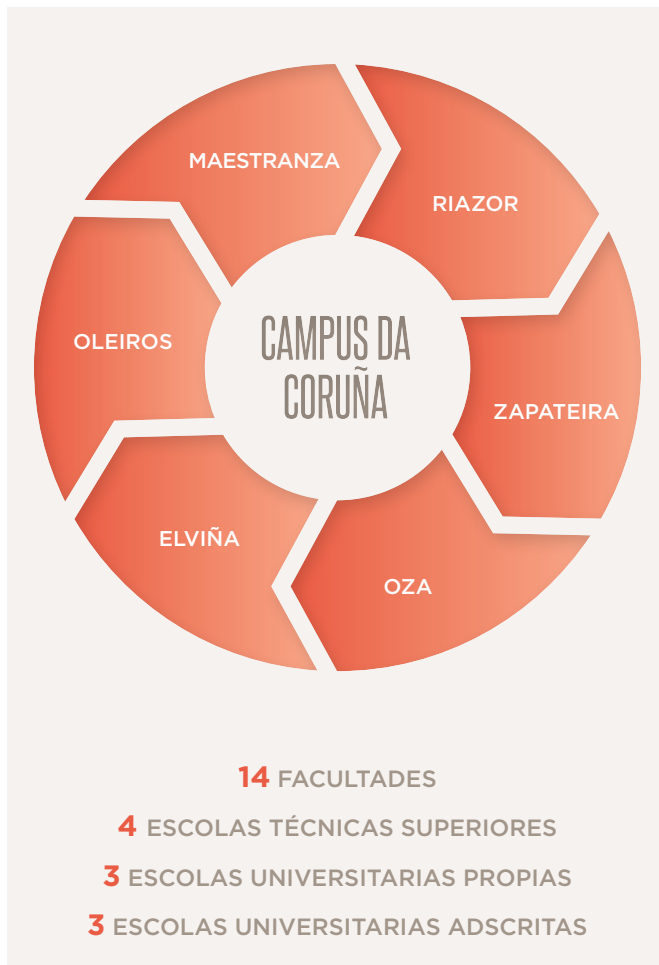 MAESTRANZA
RIAZOR
OLEIROS
CAMPUS DA
CORUÑA
ZAPATEIRA
ELVIÑA
OZA
14 FACULTADES
4 ESCOLAS TÉCNICAS SUPERIORES
3 ESCOLAS UNIVERSITARIAS PROPIAS
3 ESCOLAS UNIVERSITARIAS ADSCRITAS